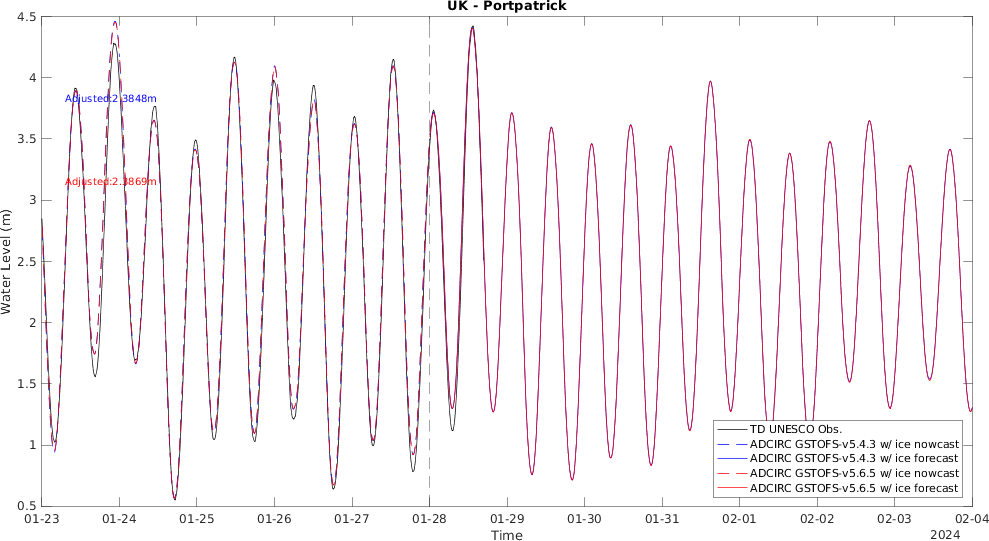 UK - Portpatrick
4.5
4
3.5
3
2.5
2
1.5
1
0.5
Water Level (m)
Adjusted:2.3848m
Adjusted:2.3869m
TD UNESCO Obs.
ADCIRC GSTOFS-v5.4.3 w/ ice nowcast
ADCIRC GSTOFS-v5.4.3 w/ ice forecast
ADCIRC GSTOFS-v5.6.5 w/ ice nowcast
ADCIRC GSTOFS-v5.6.5 w/ ice forecast
01-23 01-24 01-25 01-26 01-27 01-28 01-29 01-30 01-31 02-01 02-02 02-03 02-04
Time
2024